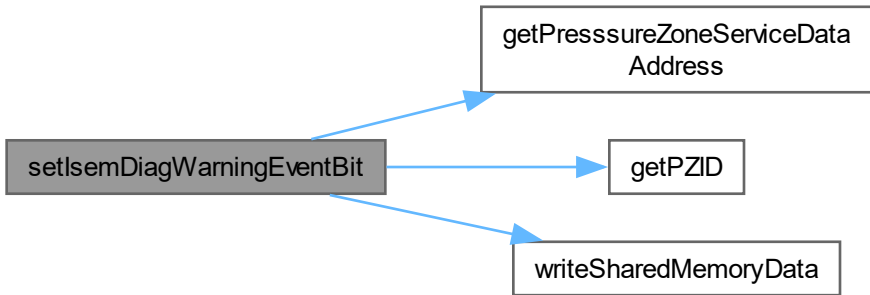 getPresssureZoneServiceData
Address
setIsemDiagWarningEventBit
getPZID
writeSharedMemoryData